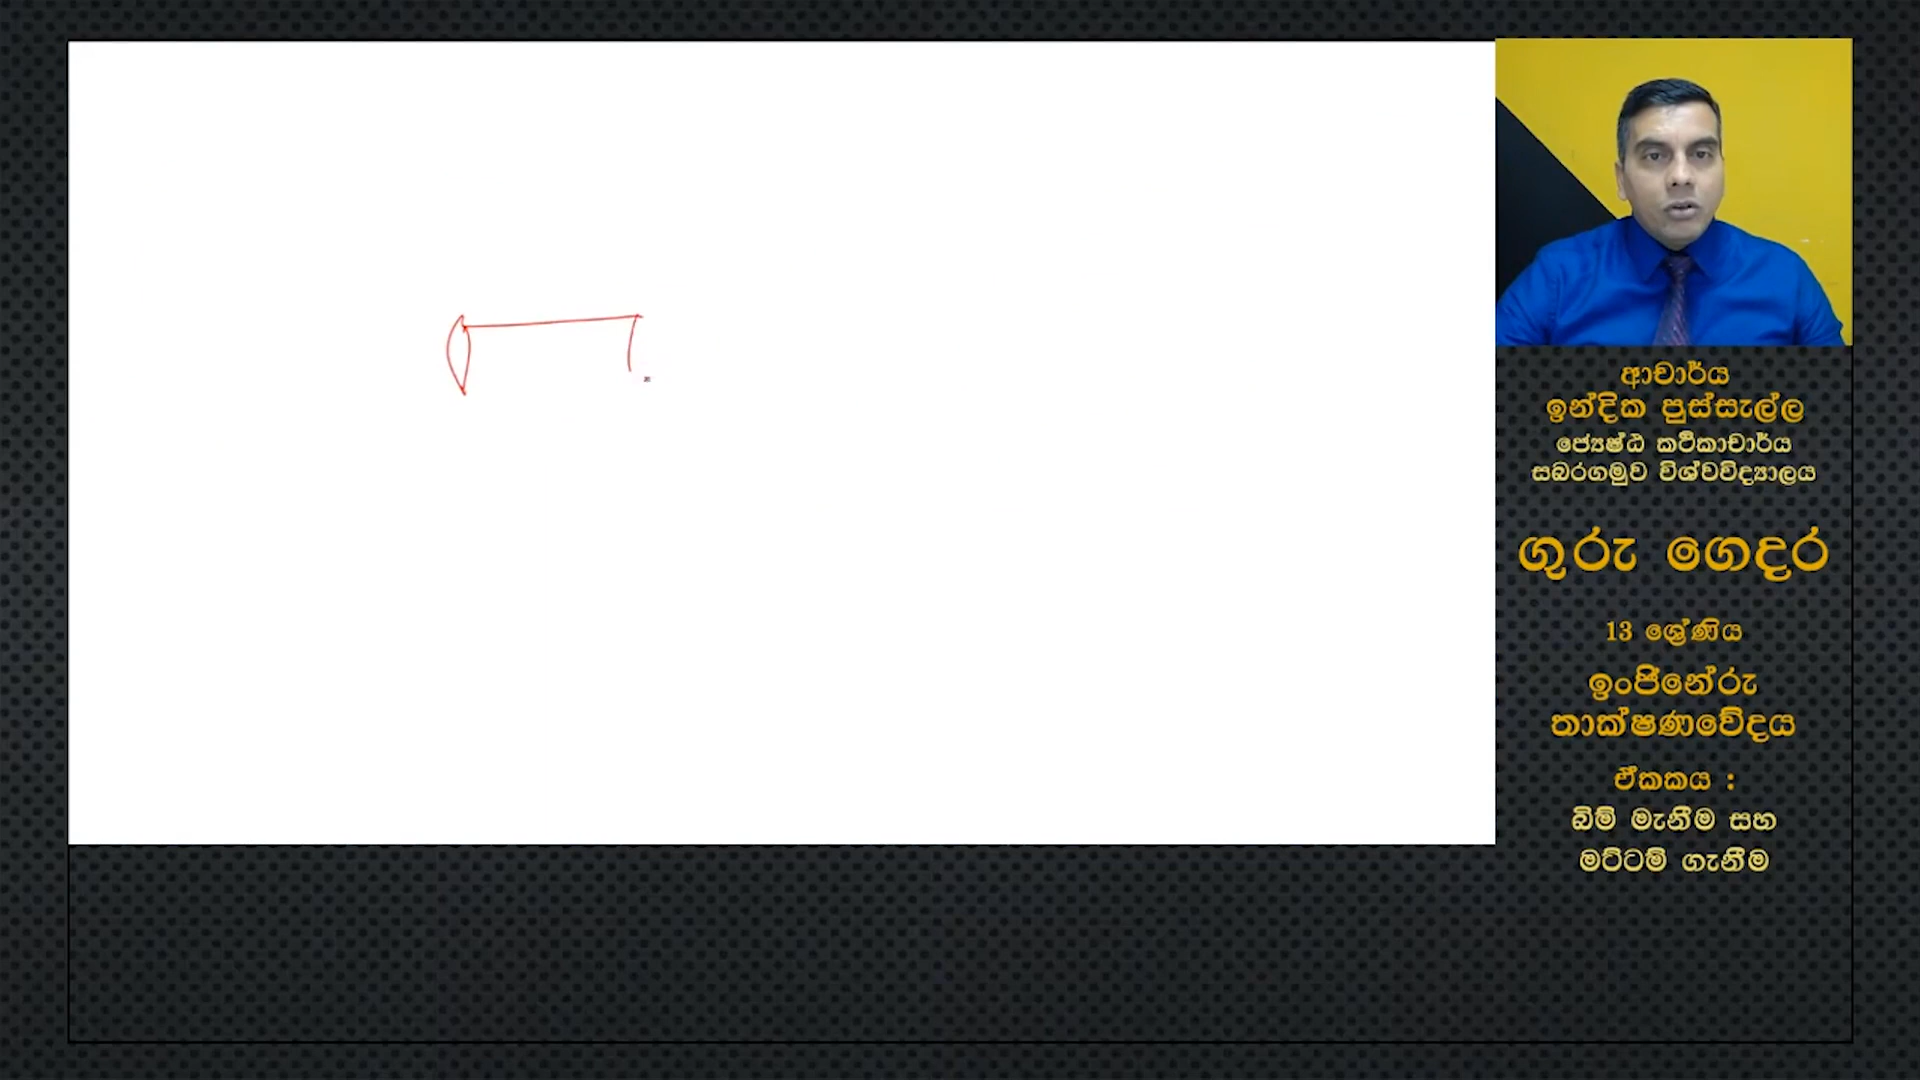 ආචාර්ය
ඉන්දික පුස්සැල්ල
ජ්‍යෙෂ්ඨ කථිකාචාර්ය
සබරගමුව විශ්වවිද්‍යාලය
ගුරු ගෙදර
13 ශ්‍රේණිය
ඉංජිනේරු
තාක්ෂණවේදය
ඒකකය :
බිම් මැනීම සහ
මට්ටම් ගැනීම